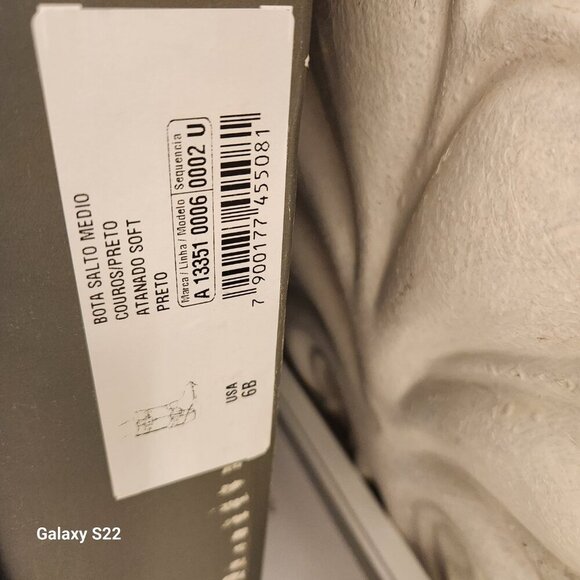 BOTA SALTO MEDIO
COUROS/PRETO
ATANADO SOFT
PRETO
Marca / Linha / Modelo Sequencia
A 13351 0006 0002 U
7 900177 455081
USA
6B
Galaxy S22